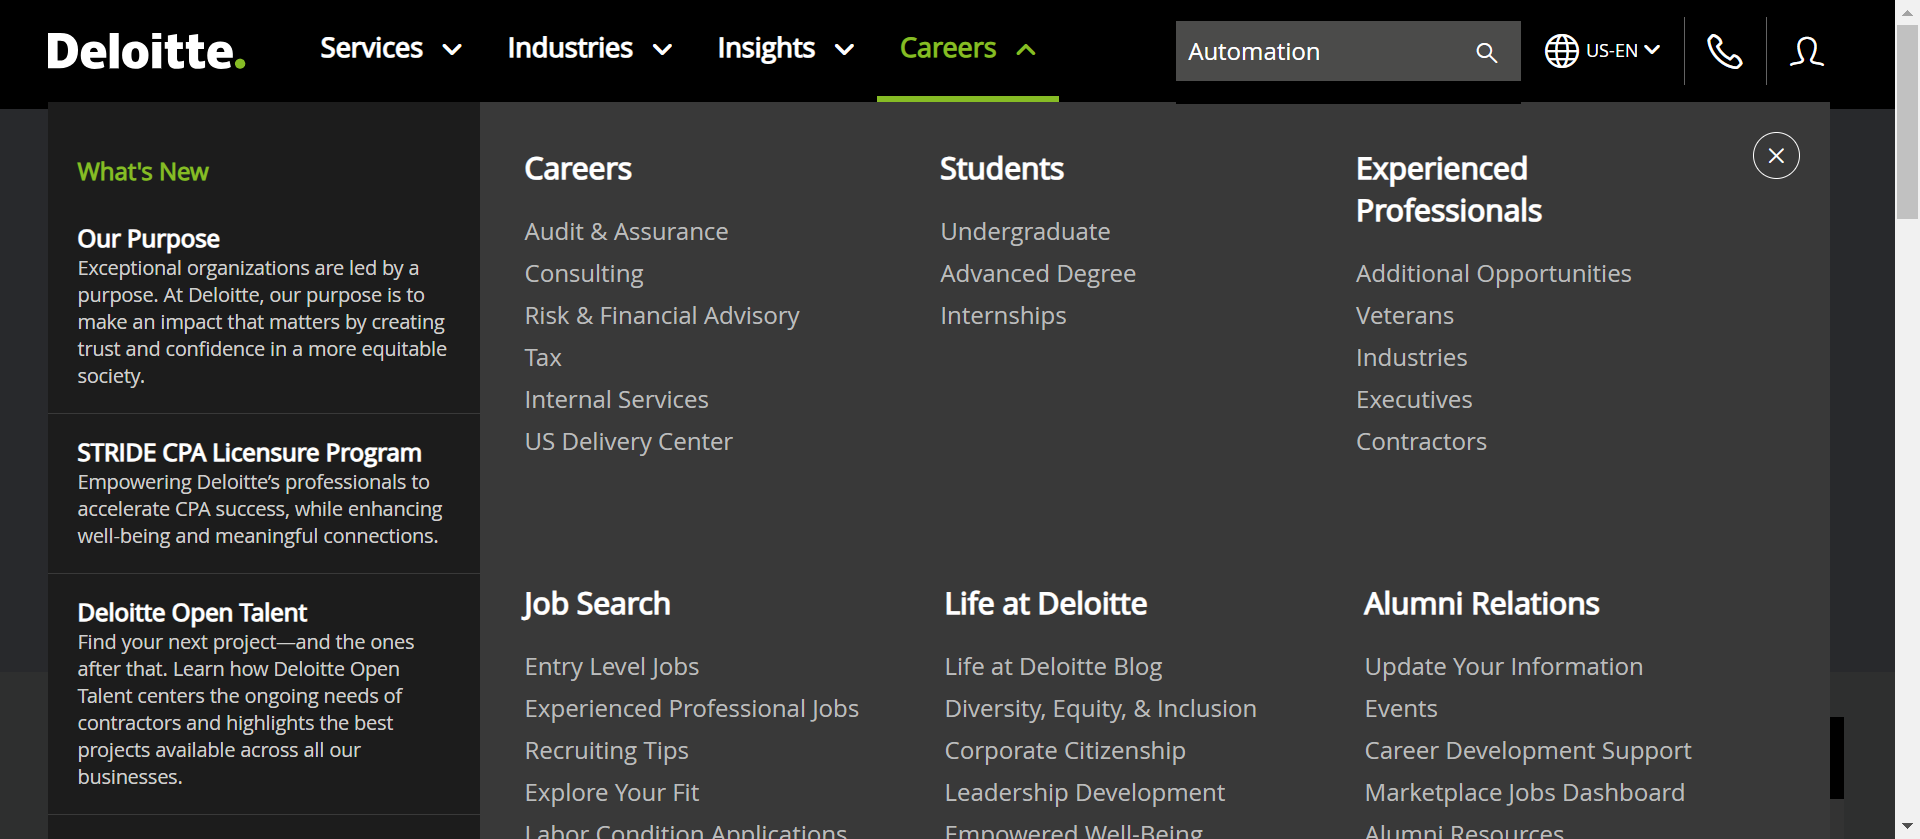 Deloitte.
Services
Industries
Insights
Careers
Automation
US-EN
What's New
Our Purpose
Exceptional organizations are led by a
purpose. At Deloitte, our purpose is to
make an impact that matters by creating
trust and confidence in a more equitable
society.
STRIDE CPA Licensure Program
Empowering Deloitte’s professionals to
accelerate CPA success, while enhancing
well-being and meaningful connections.
Deloitte Open Talent
Find your next project—and the ones
after that. Learn how Deloitte Open
Talent centers the ongoing needs of
contractors and highlights the best
projects available across all our
businesses.
Careers
Audit & Assurance
Consulting
Risk & Financial Advisory
Tax
Internal Services
US Delivery Center
Students
Undergraduate
Advanced Degree
Internships
Experienced
Professionals
Additional Opportunities
Veterans
Industries
Executives
Contractors
Job Search
Entry Level Jobs
Experienced Professional Jobs
Recruiting Tips
Explore Your Fit
Labor Condition Applications
Life at Deloitte
Life at Deloitte Blog
Diversity, Equity, & Inclusion
Corporate Citizenship
Leadership Development
Empowered Well-Being
Alumni Relations
Update Your Information
Events
Career Development Support
Marketplace Jobs Dashboard
Alumni Resources